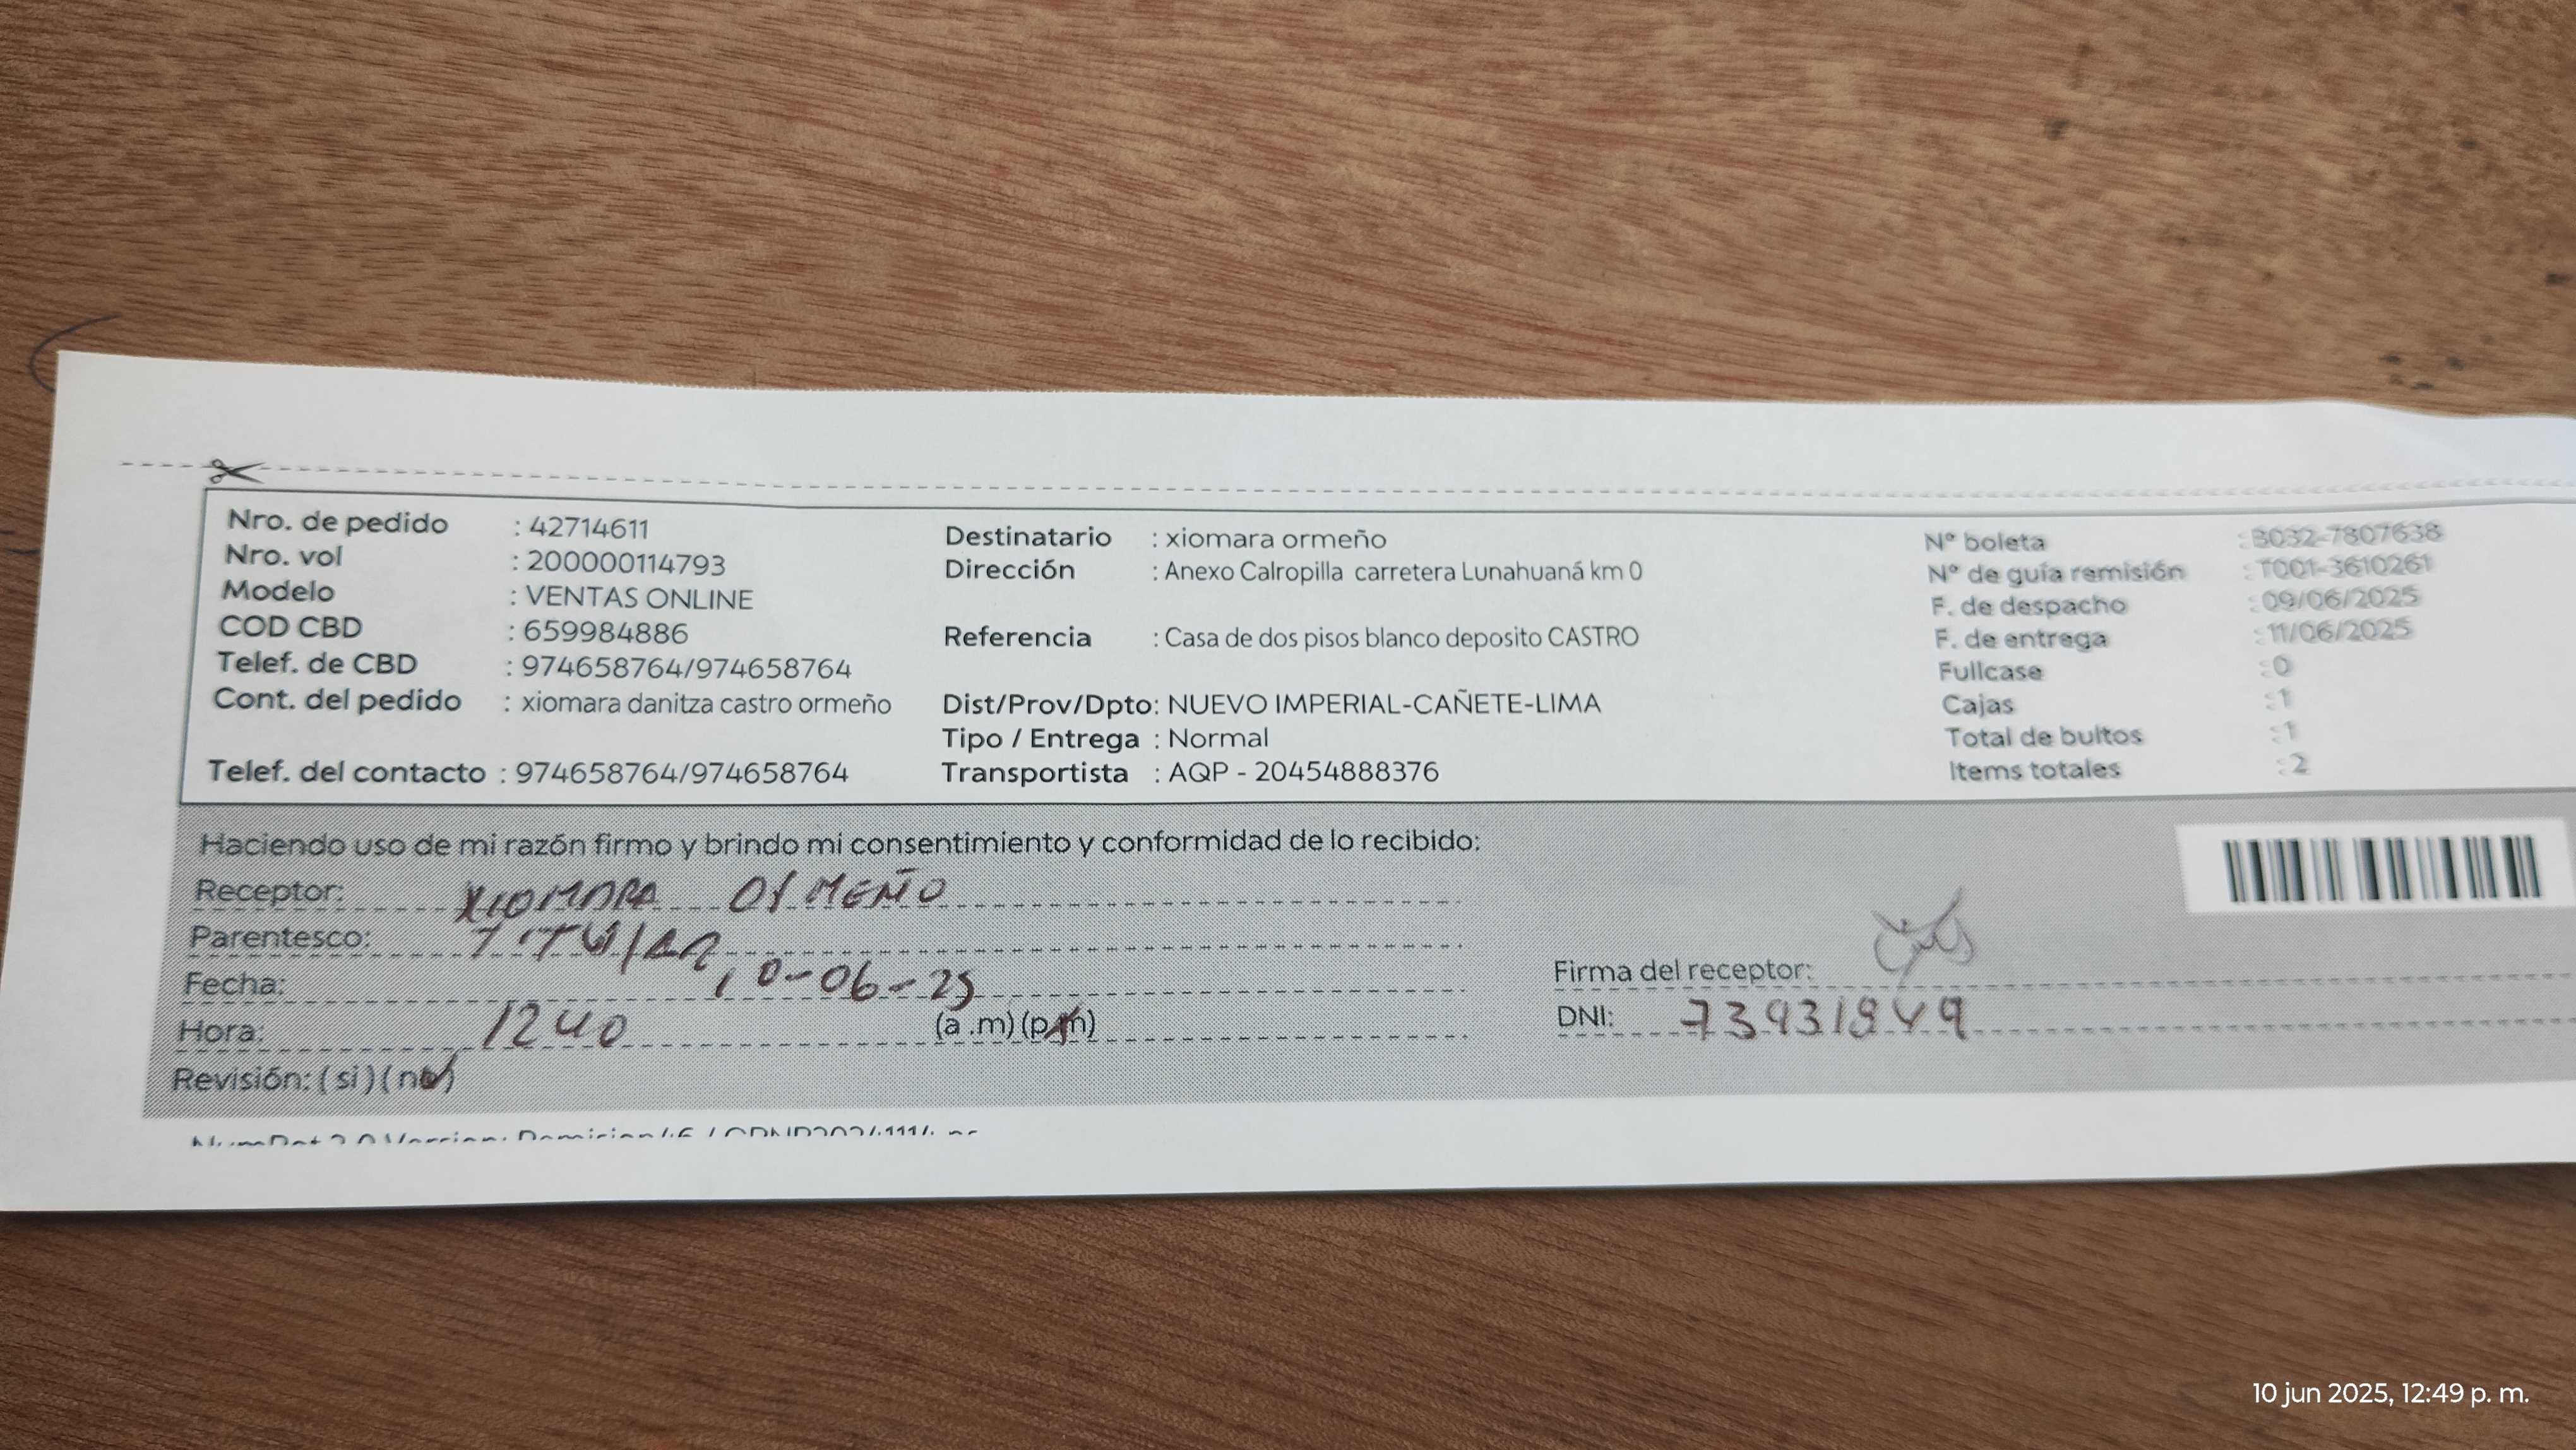 Nro. de pedido : 42714611
Nro. vol : 200000114793
Modelo : VENTAS ONLINE
COD CBD : 659984886
Telef. de CBD : 974658764/974658764
Cont. del pedido : xiomara danitza castro ormeño
Telef. del contacto : 974658764/974658764
Destinatario : xiomara ormeño
Dirección : Anexo Calropilla carretera Lunahuaná km 0
Referencia : Casa de dos pisos blanco deposito CASTRO
Dist/Prov/Dpto: NUEVO IMPERIAL-CAÑETE-LIMA
Tipo / Entrega : Normal
Transportista : AQP - 20454888376
Nº boleta : B032-7807638
Nº de guía remisión : T001-3610261
F. de despacho : 09/06/2025
F. de entrega : 11/06/2025
Fullcase : 0
Cajas : 1
Total de bultos : 1
Items totales : 2
Haciendo uso de mi razón firmo y brindo mi consentimiento y conformidad de lo recibido:
Receptor: XIOMARA ORMEÑO
Parentesco: TITULAR
Fecha: 10-06-25
Hora: 1240 (a .m) (pm)
Revisión: ( si ) ( no )
Firma del receptor:
DNI: 73931849
10 jun 2025, 12:49 p. m.